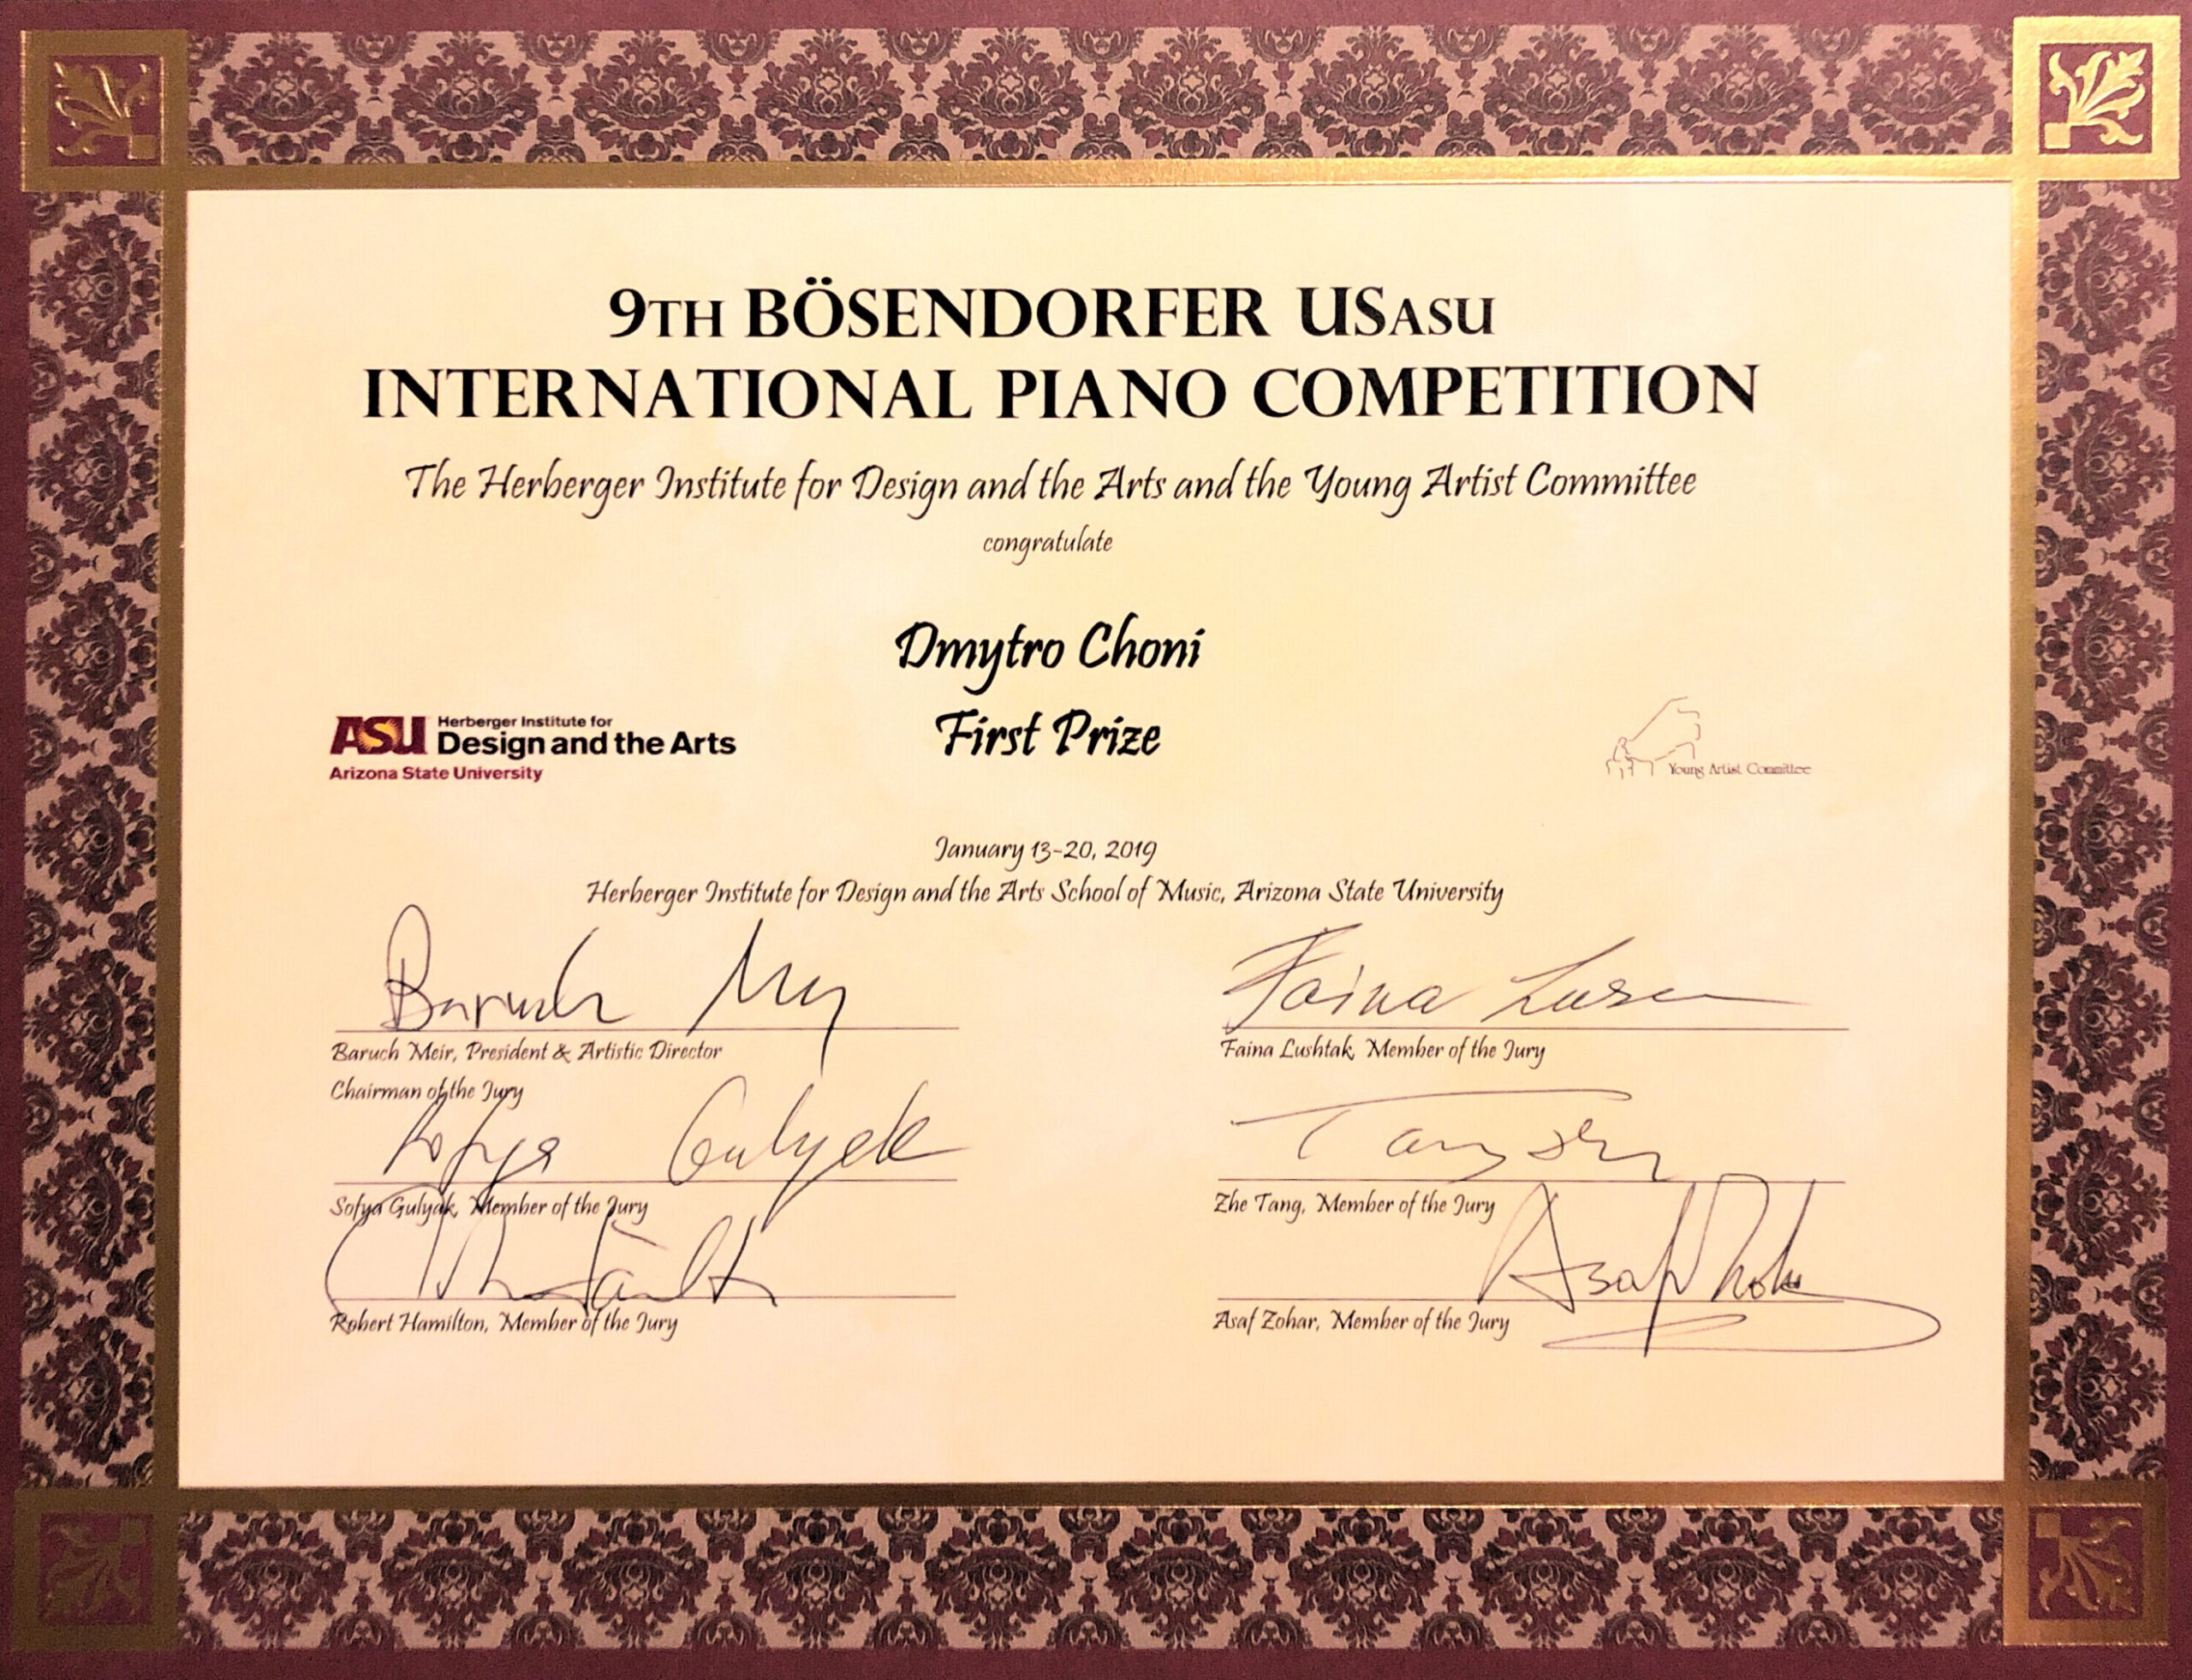 9TH BÖSENDORFER USASU
INTERNATIONAL PIANO COMPETITION
The Herberger Institute for Design and the Arts and the Young Artist Committee
congratulate
Dmytro Choni
First Prize
ASU Herberger Institute for
Design and the Arts
Arizona State University
Young Artist Committee
January 13-20, 2019
Herberger Institute for Design and the Arts School of Music, Arizona State University
Baruch Meir, President & Artistic Director
Chairman of the Jury
Faina Lushtak, Member of the Jury
Sofya Gulyak, Member of the Jury
Zhe Tang, Member of the Jury
Robert Hamilton, Member of the Jury
Asaf Zohar, Member of the Jury